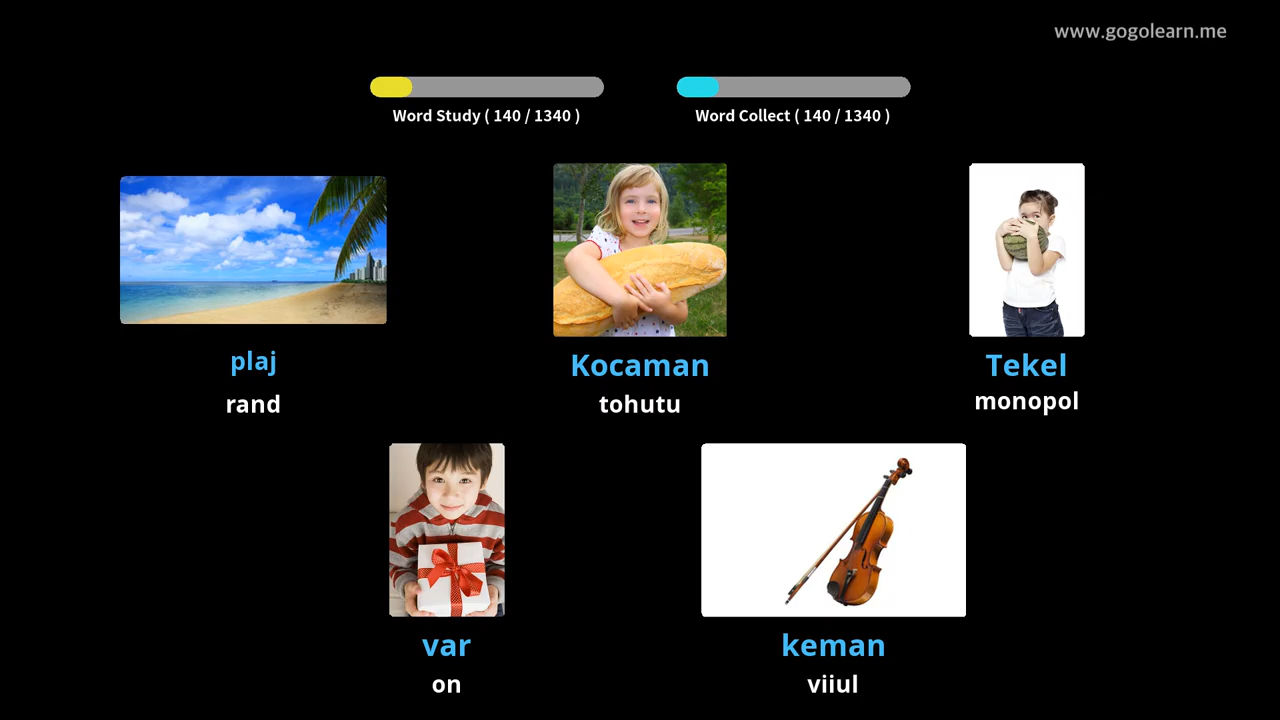 www.gogolearn.me
Word Study ( 140 / 1340 )
Word Collect ( 140 / 1340 )
plaj
rand
Kocaman
tohutu
Tekel
monopol
var
on
keman
viiul